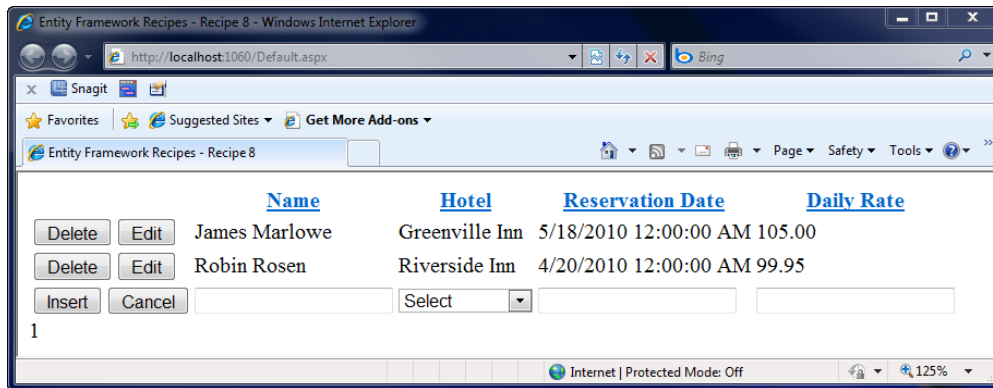 Entity Framework Recipes - Recipe 8 - Windows Internet Explorer
http://localhost:1060/Default.aspx
Bing
x Snagit
Favorites Suggested Sites Get More Add-ons
Entity Framework Recipes - Recipe 8 Page Safety Tools »
Name Hotel Reservation Date Daily Rate
Delete Edit James Marlowe Greenville Inn 5/18/2010 12:00:00 AM 105.00
Delete Edit Robin Rosen Riverside Inn 4/20/2010 12:00:00 AM 99.95
Insert Cancel Select
1
Internet | Protected Mode: Off 125%